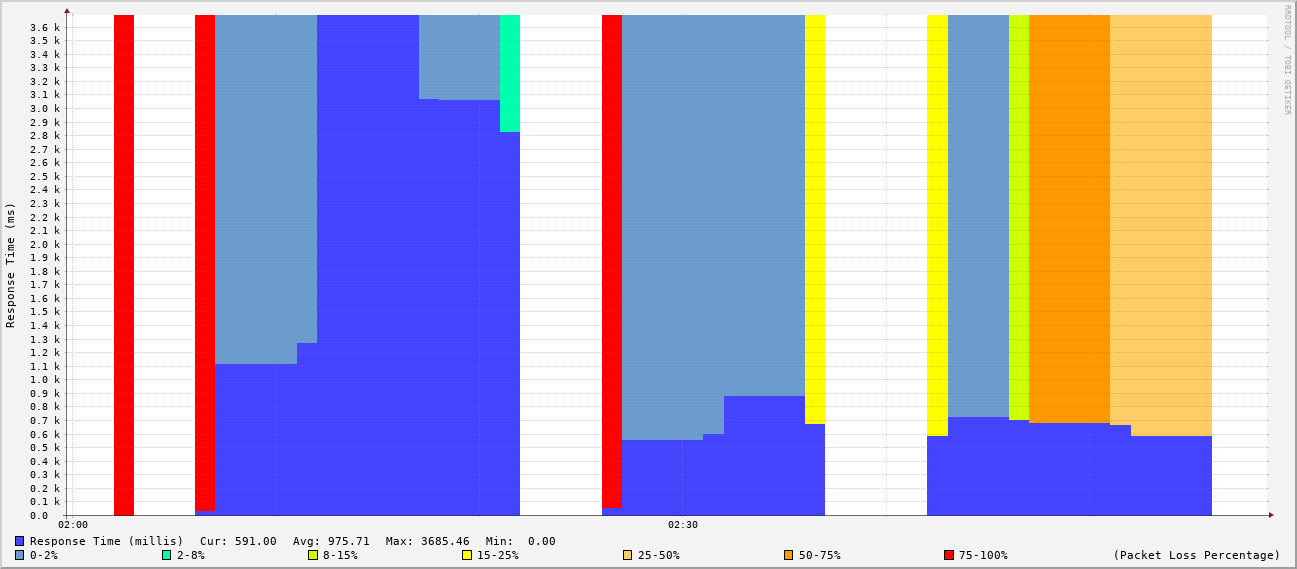 RRDTOOL / TOBI OETIKER
Response Time (ms)
3.6 k
3.5 k
3.4 k
3.3 k
3.2 k
3.1 k
3.0 k
2.9 k
2.8 k
2.7 k
2.6 k
2.5 k
2.4 k
2.3 k
2.2 k
2.1 k
2.0 k
1.9 k
1.8 k
1.7 k
1.6 k
1.5 k
1.4 k
1.3 k
1.2 k
1.1 k
1.0 k
0.9 k
0.8 k
0.7 k
0.6 k
0.5 k
0.4 k
0.3 k
0.2 k
0.1 k
0.0
02:00 02:30
Response Time (millis) Cur: 591.00 Avg: 975.71 Max: 3685.46 Min: 0.00
0-2% 2-8% 8-15% 15-25% 25-50% 50-75% 75-100% (Packet Loss Percentage)